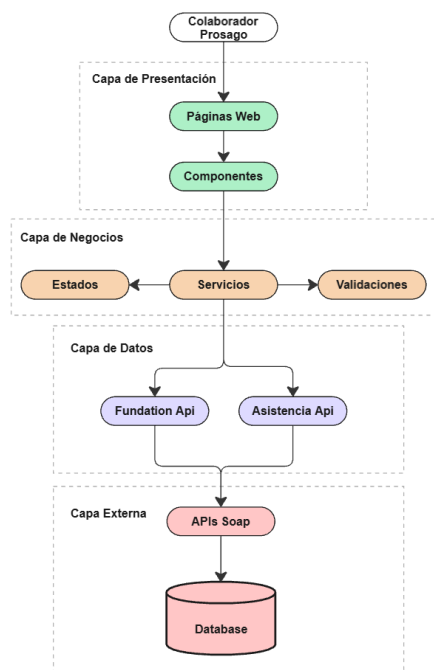 Colaborador
Prosago
Capa de Presentación
Páginas Web
Componentes
Capa de Negocios
Estados
Servicios
Validaciones
Capa de Datos
Fundation Api
Asistencia Api
Capa Externa
APIs Soap
Database